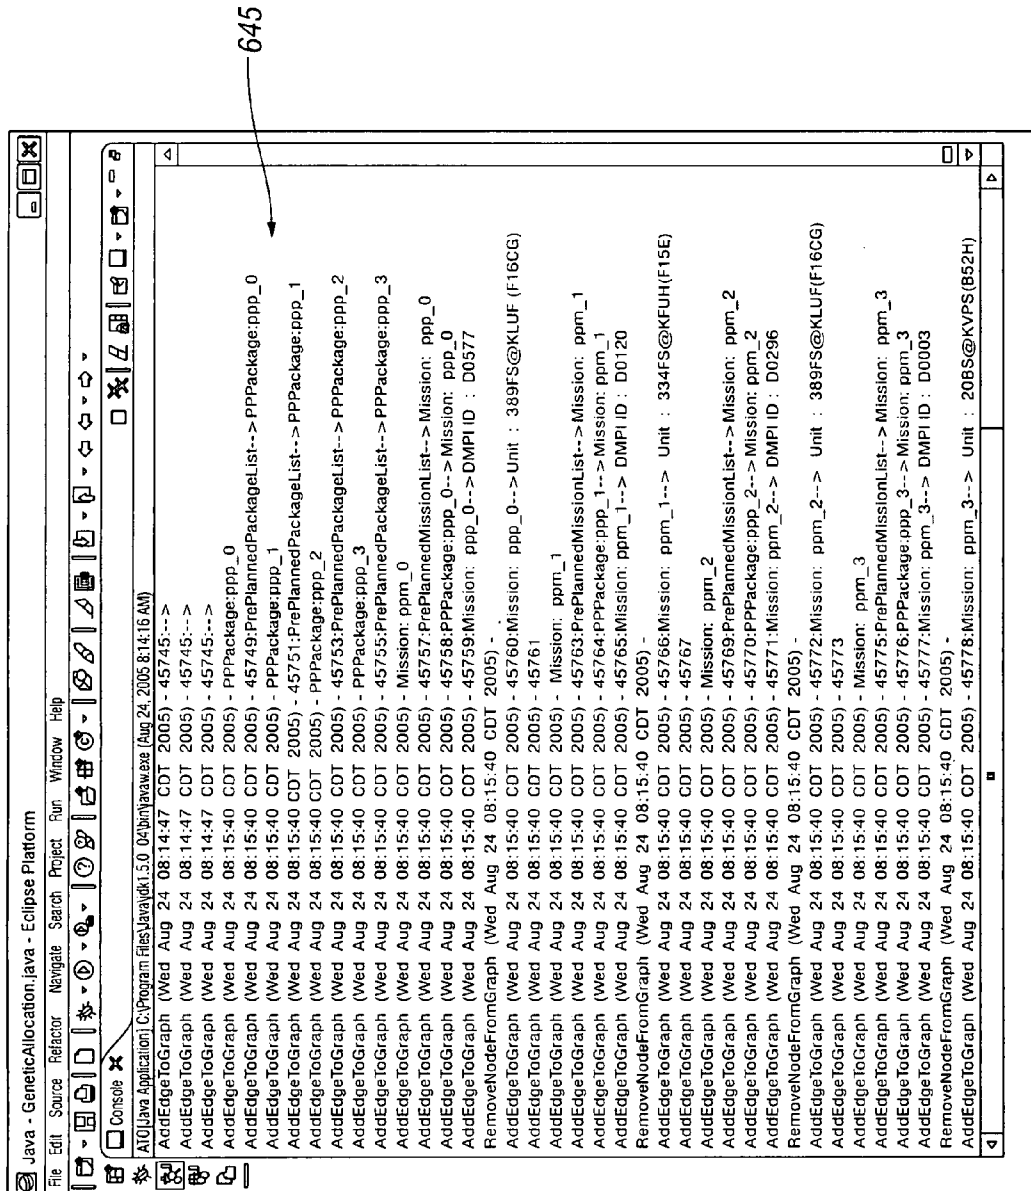 645
Java - GeneticAllocation.java - Eclipse Platform
File Edit Source Refactor Navigate Search Project Run Window Help
Console
ATO[Java Application] C:\Program Files\Java\jdk1.5.0_04\bin\javaw.exe (Aug 24, 2005 8:14:16 AM)
AddEdgeToGraph (Wed Aug 24 08:14:47 CDT 2005) - 45745:-->
AddEdgeToGraph (Wed Aug 24 08:14:47 CDT 2005) - 45745:-->
AddEdgeToGraph (Wed Aug 24 08:14:47 CDT 2005) - 45745:-->
AddEdgeToGraph (Wed Aug 24 08:15:40 CDT 2005) - PPPackage:ppp_0
AddEdgeToGraph (Wed Aug 24 08:15:40 CDT 2005) - 45749:PrePlannedPackageList-->PPPackage:ppp_0
AddEdgeToGraph (Wed Aug 24 08:15:40 CDT 2005) - PPPackage:ppp_1
AddEdgeToGraph (Wed Aug 24 08:15:40 CDT 2005) - 45751:PrePlannedPackageList-->PPPackage:ppp_1
AddEdgeToGraph (Wed Aug 24 08:15:40 CDT 2005) - PPPackage:ppp_2
AddEdgeToGraph (Wed Aug 24 08:15:40 CDT 2005) - 45753:PrePlannedPackageList-->PPPackage:ppp_2
AddEdgeToGraph (Wed Aug 24 08:15:40 CDT 2005) - PPPackage:ppp_3
AddEdgeToGraph (Wed Aug 24 08:15:40 CDT 2005) - 45755:PrePlannedPackageList-->PPPackage:ppp_3
AddEdgeToGraph (Wed Aug 24 08:15:40 CDT 2005) - Mission: ppm_0
AddEdgeToGraph (Wed Aug 24 08:15:40 CDT 2005) - 45757:PrePlannedMissionList-->Mission: ppp_0
AddEdgeToGraph (Wed Aug 24 08:15:40 CDT 2005) - 45758:PPPackage:ppp_0-->Mission: ppp_0
AddEdgeToGraph (Wed Aug 24 08:15:40 CDT 2005) - 45759:Mission: ppp_0-->DMPI ID : D0577
RemoveNodeFromGraph (Wed Aug 24 08:15:40 CDT 2005) -
AddEdgeToGraph (Wed Aug 24 08:15:40 CDT 2005) - 45760:Mission: ppp_0-->Unit : 389FS@KLUF (F16CG)
AddEdgeToGraph (Wed Aug 24 08:15:40 CDT 2005) - 45761
AddEdgeToGraph (Wed Aug 24 08:15:40 CDT 2005) - Mission: ppm_1
AddEdgeToGraph (Wed Aug 24 08:15:40 CDT 2005) - 45763:PrePlannedMissionList-->Mission: ppm_1
AddEdgeToGraph (Wed Aug 24 08:15:40 CDT 2005) - 45764:PPPackage:ppp_1-->Mission: ppm_1
AddEdgeToGraph (Wed Aug 24 08:15:40 CDT 2005) - 45765:Mission: ppm_1--> DMPI ID : D0120
RemoveNodeFromGraph (Wed Aug 24 08:15:40 CDT 2005) -
AddEdgeToGraph (Wed Aug 24 08:15:40 CDT 2005) - 45766:Mission: ppm_1--> Unit : 334FS@KFUH(F15E)
AddEdgeToGraph (Wed Aug 24 08:15:40 CDT 2005) - 45767
AddEdgeToGraph (Wed Aug 24 08:15:40 CDT 2005) - Mission: ppm_2
AddEdgeToGraph (Wed Aug 24 08:15:40 CDT 2005) - 45769:PrePlannedMissionList-->Mission: ppm_2
AddEdgeToGraph (Wed Aug 24 08:15:40 CDT 2005) - 45770:PPPackage:ppp_2-->Mission: ppm_2
AddEdgeToGraph (Wed Aug 24 08:15:40 CDT 2005) - 45771:Mission: ppm_2--> DMPI ID : D0296
RemoveNodeFromGraph (Wed Aug 24 08:15:40 CDT 2005) -
AddEdgeToGraph (Wed Aug 24 08:15:40 CDT 2005) - 45772:Mission: ppm_2--> Unit : 389FS@KLUF(F16CG)
AddEdgeToGraph (Wed Aug 24 08:15:40 CDT 2005) - 45773
AddEdgeToGraph (Wed Aug 24 08:15:40 CDT 2005) - Mission: ppm_3
AddEdgeToGraph (Wed Aug 24 08:15:40 CDT 2005) - 45775:PrePlannedMissionList-->Mission: ppm_3
AddEdgeToGraph (Wed Aug 24 08:15:40 CDT 2005) - 45776:PPPackage:ppp_3-->Mission: ppm_3
AddEdgeToGraph (Wed Aug 24 08:15:40 CDT 2005) - 45777:Mission: ppm_3--> DMPI ID : D0003
RemoveNodeFromGraph (Wed Aug 24 08:15:40 CDT 2005) -
AddEdgeToGraph (Wed Aug 24 08:15:40 CDT 2005) - 45778:Mission: ppm_3--> Unit : 20BS@KVPS(B52H)